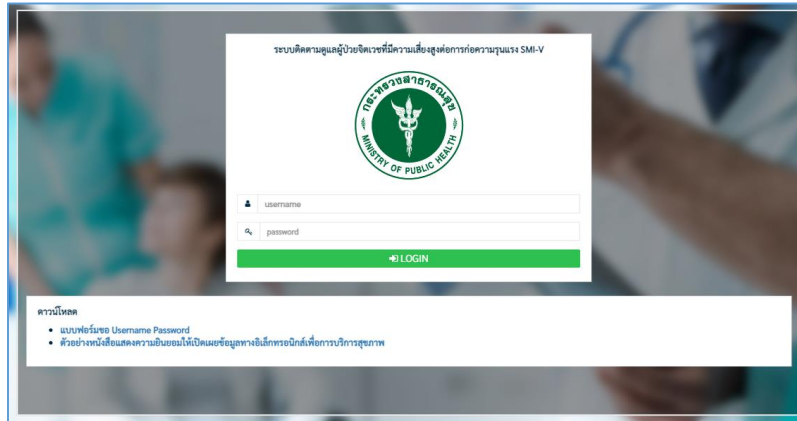 ระบบติดตามดูแลผู้ป่วยจิตเวชที่มีความเสี่ยงสูงต่อการก่อความรุนแรง SMI-V
กระทรวงสาธารณสุข
MINISTRY OF PUBLIC HEALTH
username
password
LOGIN
ดาวน์โหลด
แบบฟอร์มขอ Username Password
ตัวอย่างหนังสือแสดงความยินยอมให้เปิดเผยข้อมูลทางอิเล็กทรอนิกส์เพื่อการบริการสุขภาพ